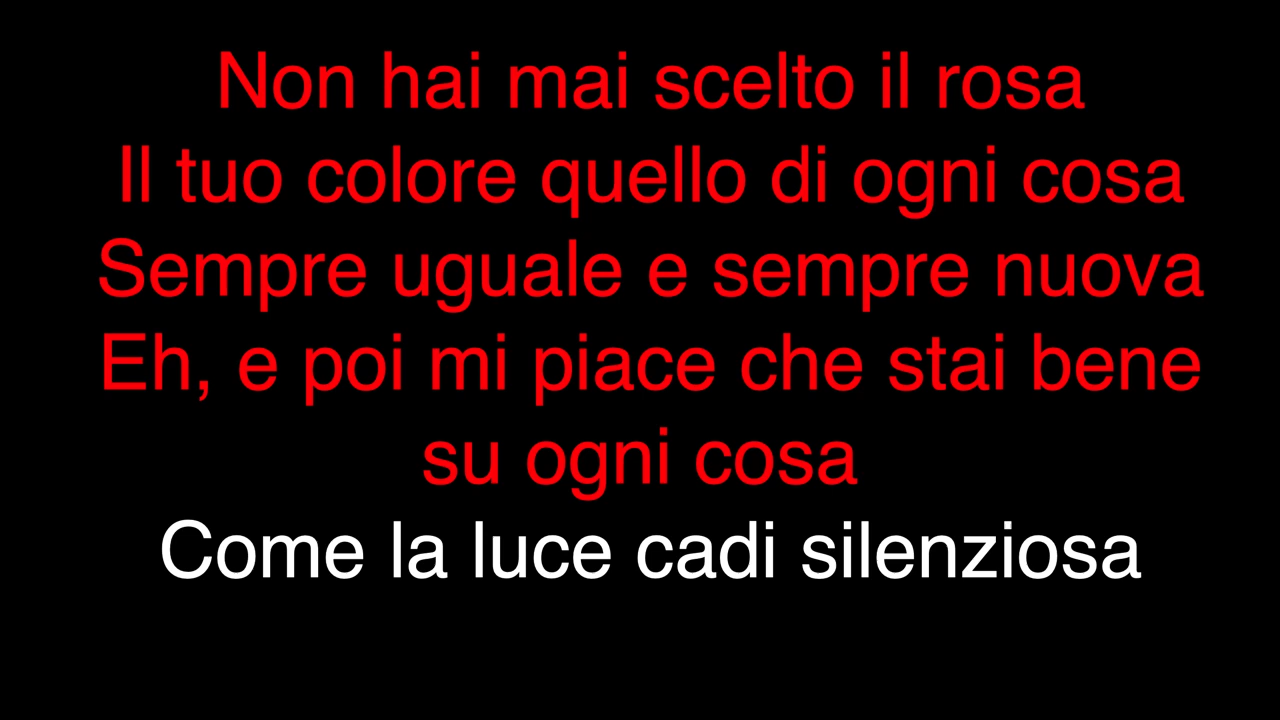 Non hai mai scelto il rosa
Il tuo colore quello di ogni cosa
Sempre uguale e sempre nuova
Eh, e poi mi piace che stai bene
su ogni cosa
Come la luce cadi silenziosa